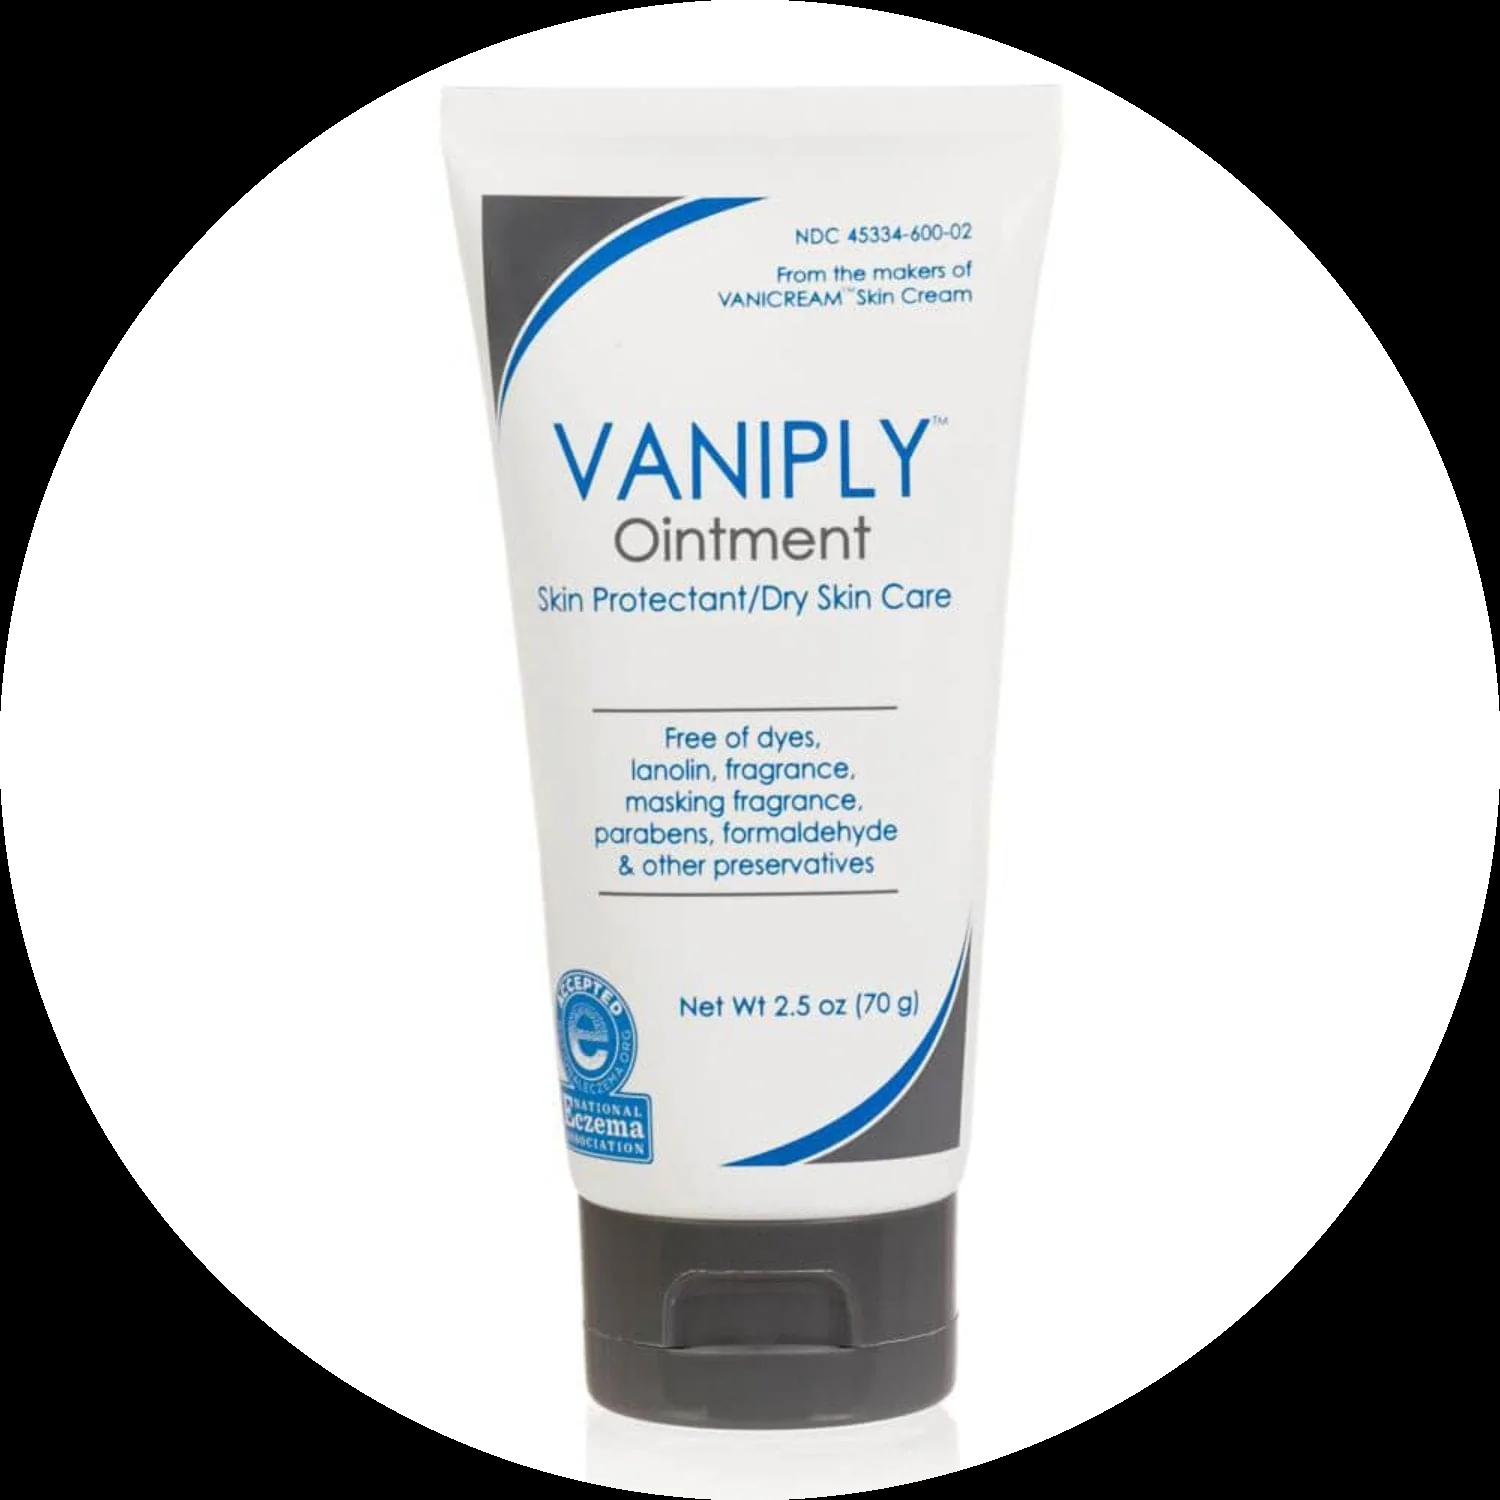 NDC 45334-600-02
From the makers of
VANICREAM™ Skin Cream
VANIPLY™
Ointment
Skin Protectant/Dry Skin Care
Free of dyes,
lanolin, fragrance,
masking fragrance,
parabens, formaldehyde
& other preservatives
Net Wt 2.5 oz (70 g)
ACCEPTED
e
NATIONAL
Eczema
ASSOCIATION